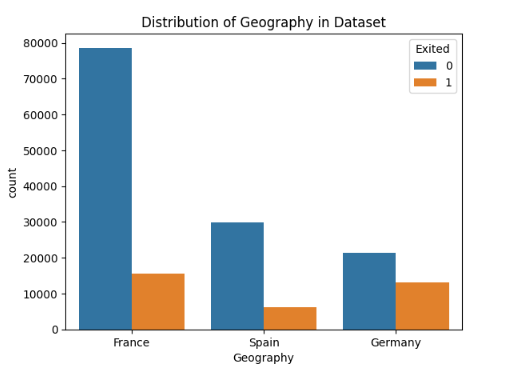 Distribution of Geography in Dataset
Exited
0
1
80000
70000
60000
50000
40000
30000
20000
10000
0
count
France Spain Germany
Geography